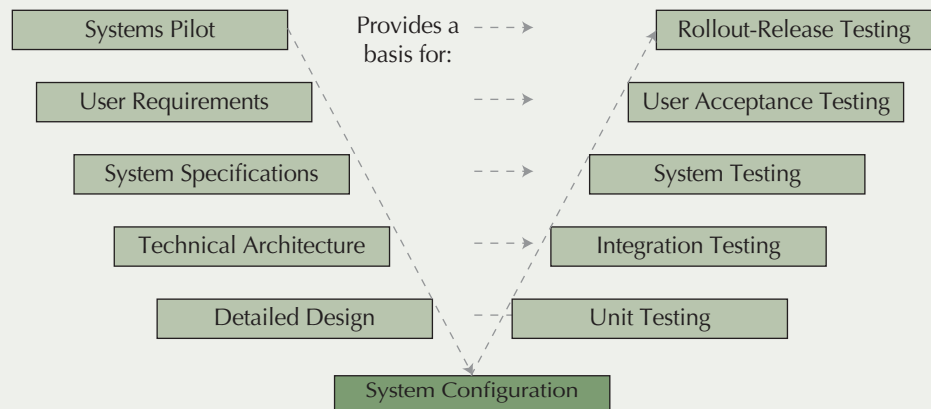 Systems Pilot
Provides a
basis for:
Rollout-Release Testing
User Requirements
User Acceptance Testing
System Specifications
System Testing
Technical Architecture
Integration Testing
Detailed Design
Unit Testing
System Configuration